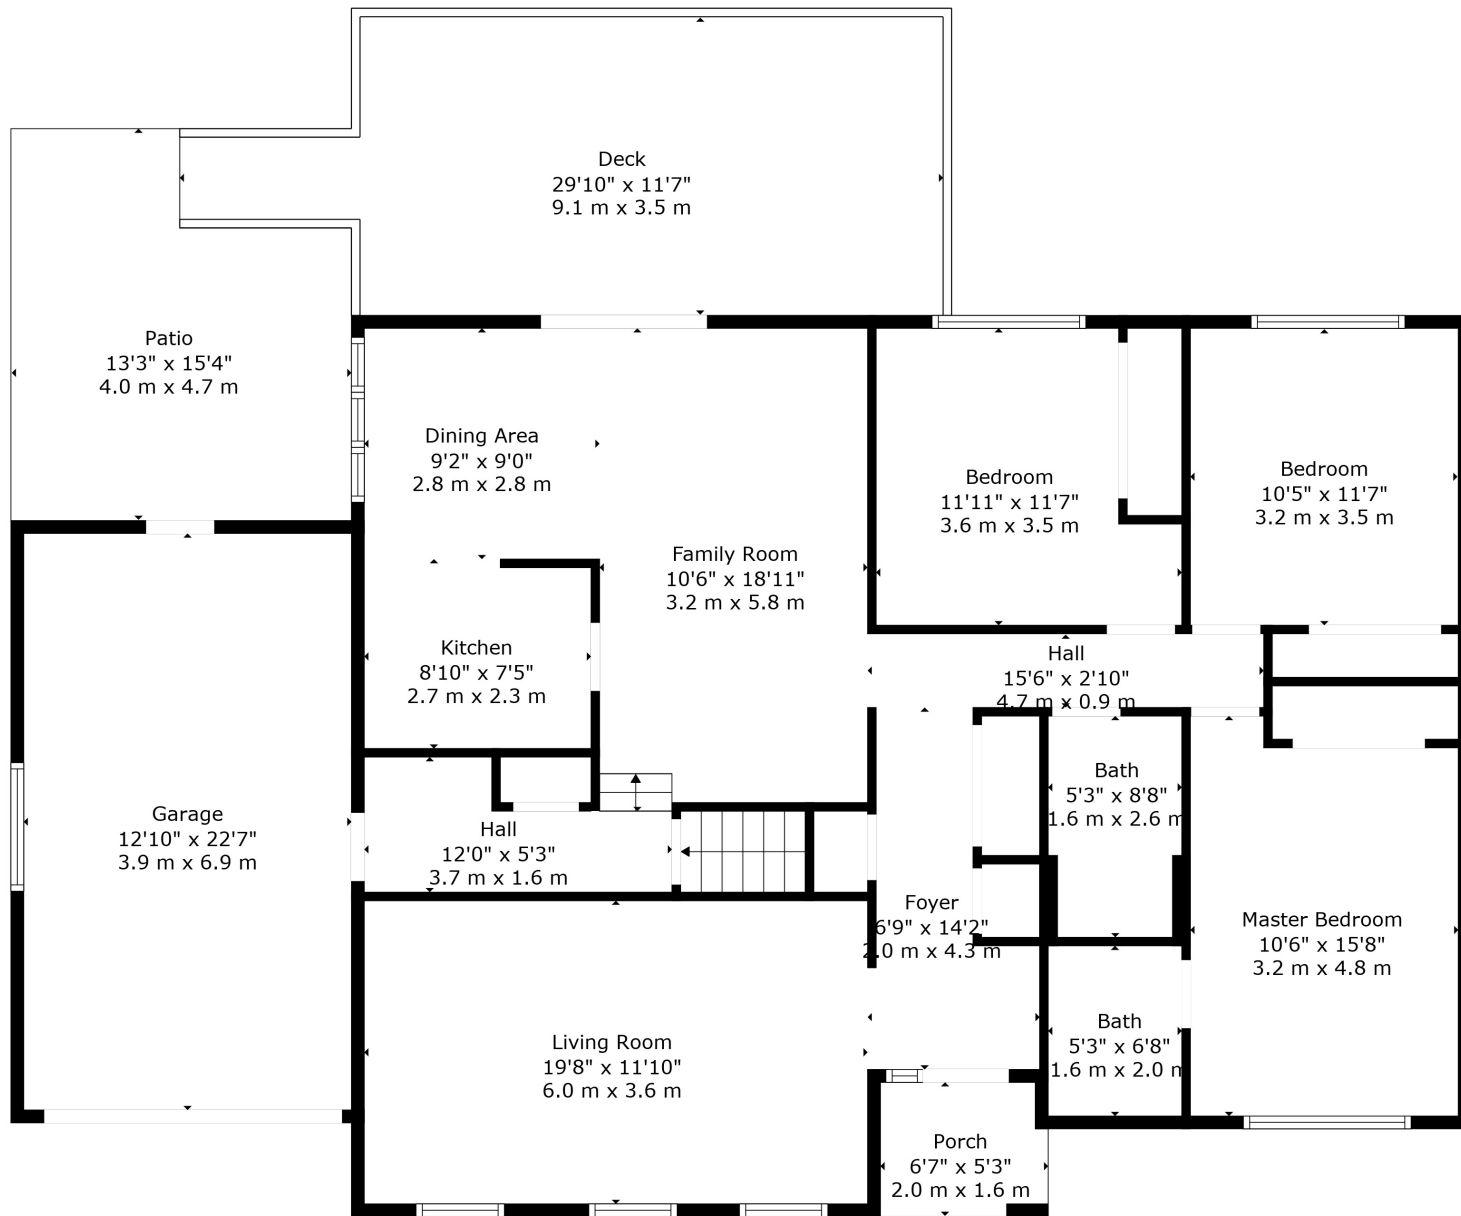 Deck
29'10" x 11'7"
9.1 m x 3.5 m
Patio
13'3" x 15'4"
4.0 m x 4.7 m
Dining Area
9'2" x 9'0"
2.8 m x 2.8 m
Bedroom
11'11" x 11'7"
3.6 m x 3.5 m
Bedroom
10'5" x 11'7"
3.2 m x 3.5 m
Family Room
10'6" x 18'11"
3.2 m x 5.8 m
Kitchen
8'10" x 7'5"
2.7 m x 2.3 m
Hall
15'6" x 2'10"
4.7 m x 0.9 m
Garage
12'10" x 22'7"
3.9 m x 6.9 m
Hall
12'0" x 5'3"
3.7 m x 1.6 m
Bath
5'3" x 8'8"
1.6 m x 2.6 m
Foyer
6'9" x 14'2"
2.0 m x 4.3 m
Master Bedroom
10'6" x 15'8"
3.2 m x 4.8 m
Living Room
19'8" x 11'10"
6.0 m x 3.6 m
Bath
5'3" x 6'8"
1.6 m x 2.0 m
Porch
6'7" x 5'3"
2.0 m x 1.6 m